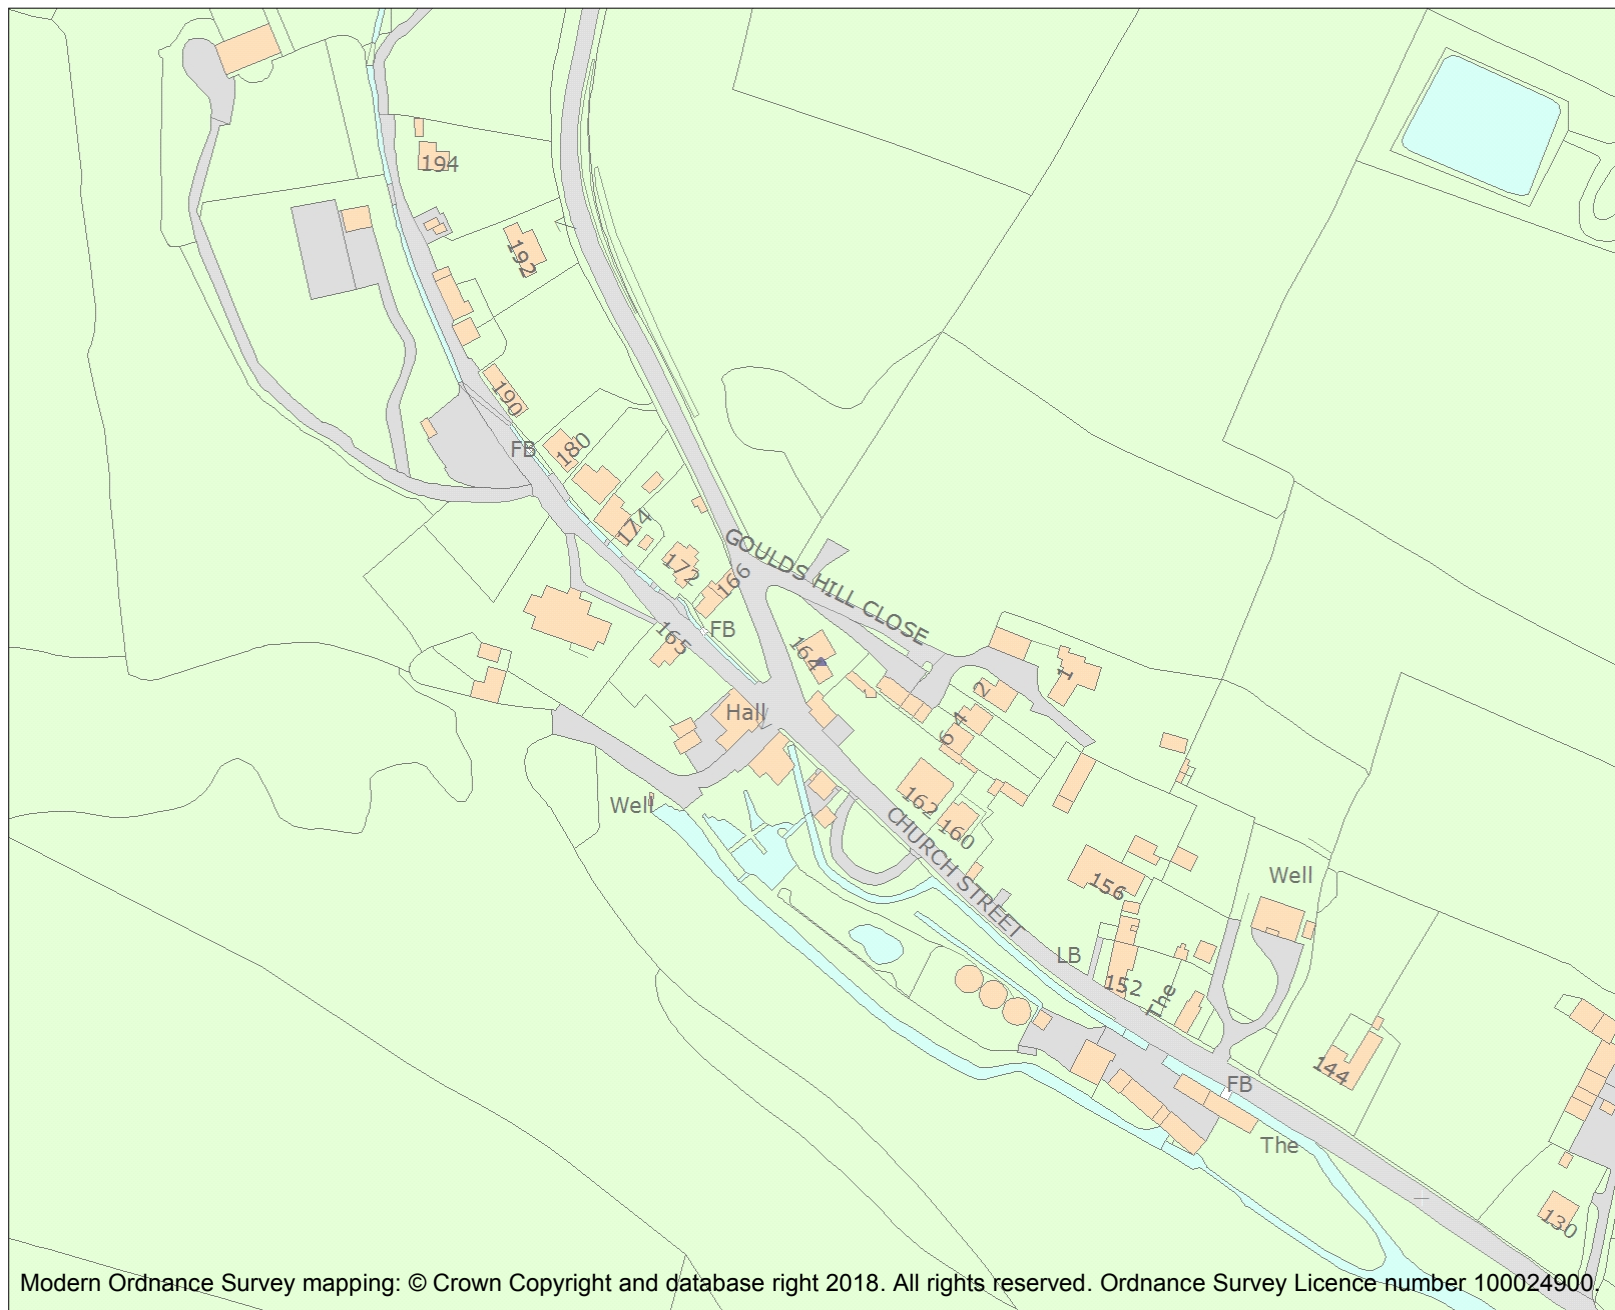 194
192
190
FB
180
174
172
166
GOULDS HILL CLOSE
FB
165
164
1
2
4
6
Hall
Well
162
160
CHURCH STREET
156
Well
LB
152
The
144
FB
The
130
Modern Ordnance Survey mapping: © Crown Copyright and database right 2018. All rights reserved. Ordnance Survey Licence number 100024900.